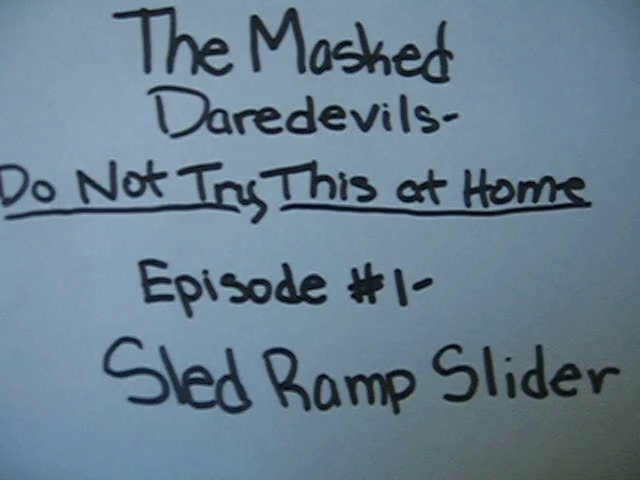 The Masked
Daredevils-
Do Not Try This at Home
Episode #1-
Sled Ramp Slider